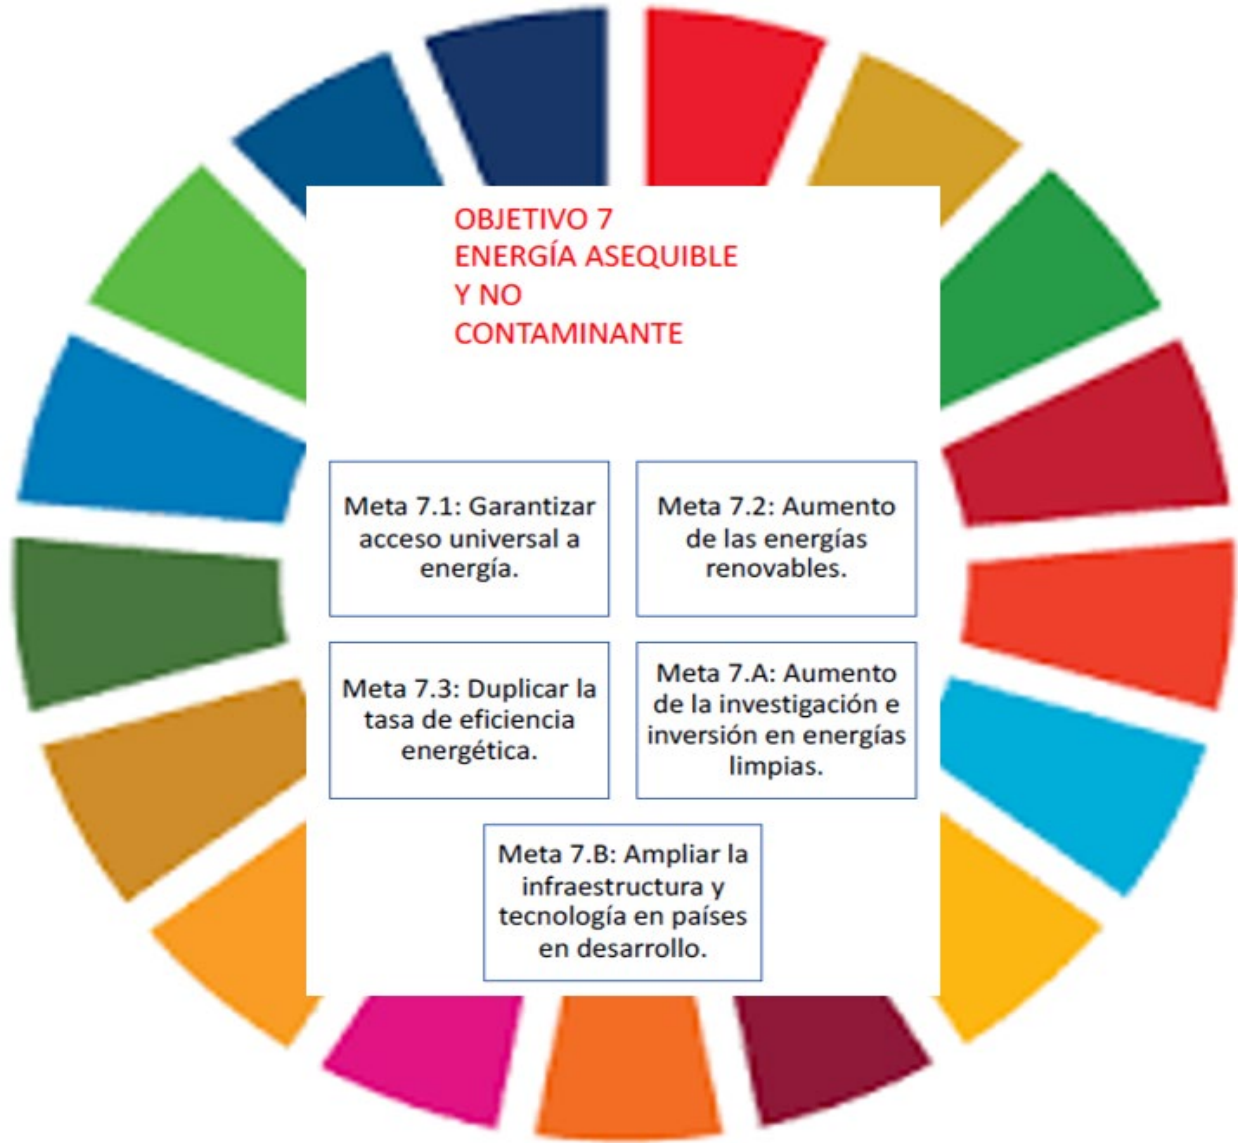 OBJETIVO 7
ENERGÍA ASEQUIBLE
Y NO
CONTAMINANTE
Meta 7.1: Garantizar
acceso universal a
energía.
Meta 7.2: Aumento
de las energías
renovables.
Meta 7.3: Duplicar la
tasa de eficiencia
energética.
Meta 7.A: Aumento
de la investigación e
inversión en energías
limpias.
Meta 7.B: Ampliar la
infraestructura y
tecnología en países
en desarrollo.